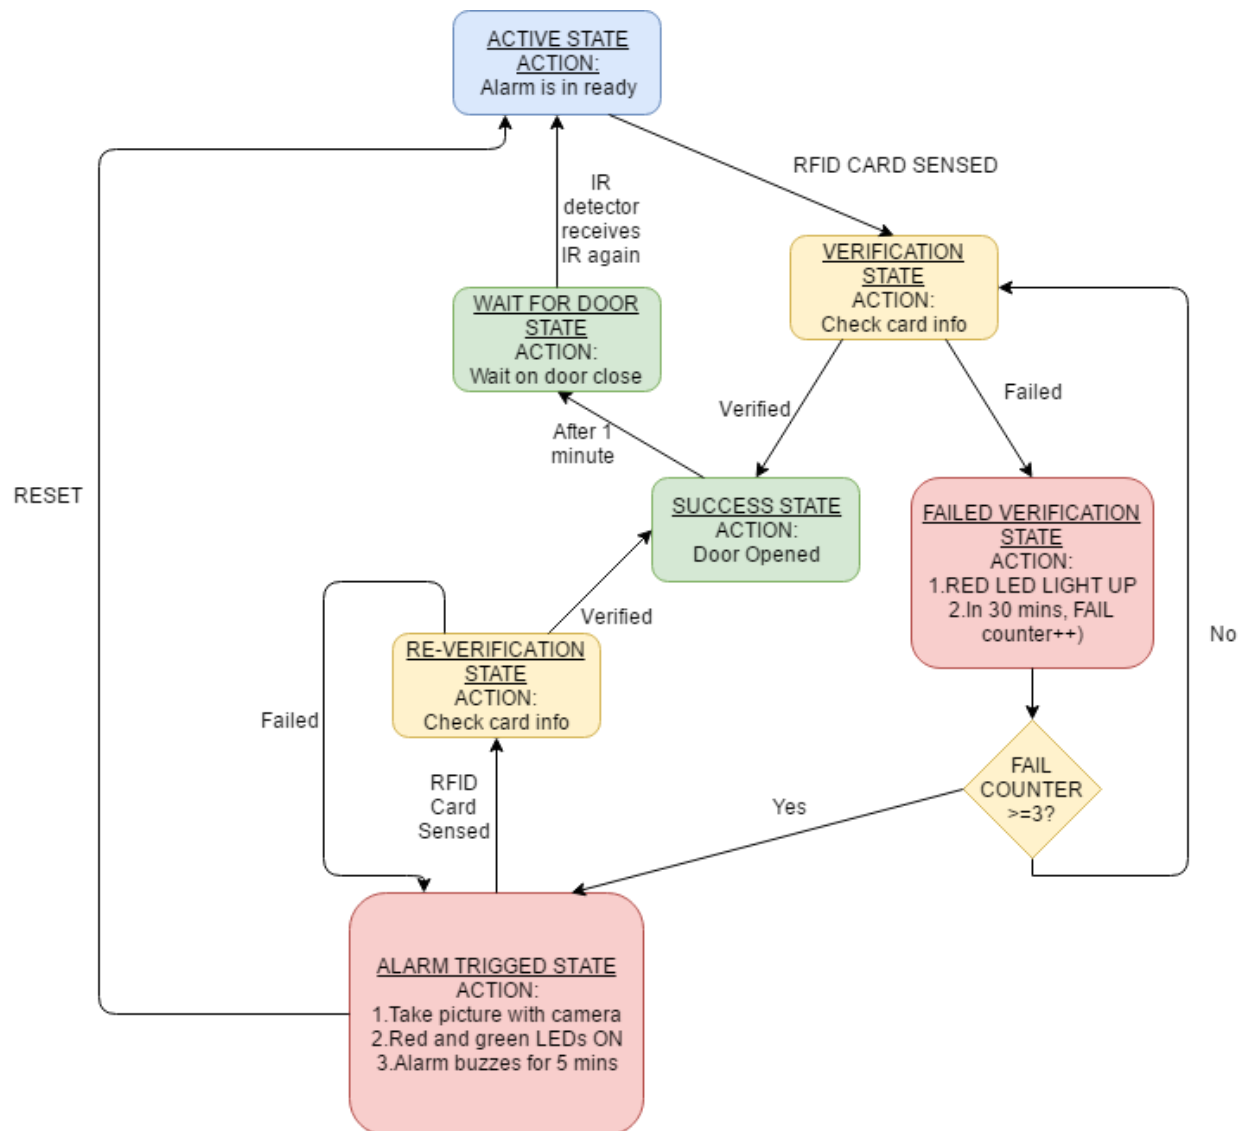 ACTIVE STATE
ACTION:
Alarm is in ready
RFID CARD SENSED
IR
detector
receives
IR again
VERIFICATION
STATE
ACTION:
Check card info
WAIT FOR DOOR
STATE
ACTION:
Wait on door close
Verified
Failed
After 1
minute
RESET
SUCCESS STATE
ACTION:
Door Opened
FAILED VERIFICATION
STATE
ACTION:
1.RED LED LIGHT UP
2.In 30 mins, FAIL
counter++)
Verified
No
RE-VERIFICATION
STATE
ACTION:
Check card info
Failed
RFID
Card
Sensed
Yes
FAIL
COUNTER
>=3?
ALARM TRIGGED STATE
ACTION:
1.Take picture with camera
2.Red and green LEDs ON
3.Alarm buzzes for 5 mins